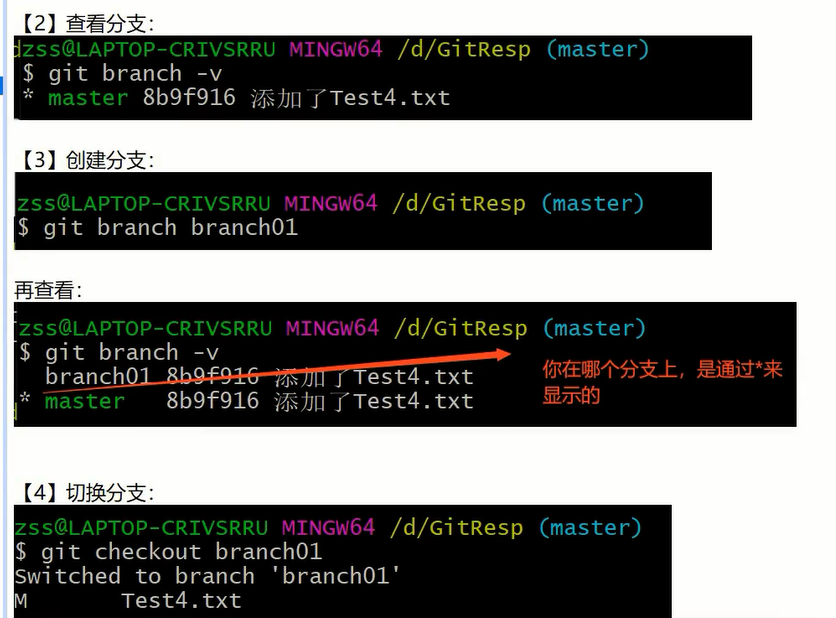 【2】查看分支：
zss@LAPTOP-CRIVSRRU MINGW64 /d/GitResp (master)
$ git branch -v
* master 8b9f916 添加了Test4.txt
【3】创建分支：
zss@LAPTOP-CRIVSRRU MINGW64 /d/GitResp (master)
$ git branch branch01
再查看：
zss@LAPTOP-CRIVSRRU MINGW64 /d/GitResp (master)
$ git branch -v
branch01 8b9f916 添加了Test4.txt
* master 8b9f916 添加了Test4.txt
你在哪个分支上，是通过*来
显示的
【4】切换分支：
zss@LAPTOP-CRIVSRRU MINGW64 /d/GitResp (master)
$ git checkout branch01
Switched to branch 'branch01'
M Test4.txt